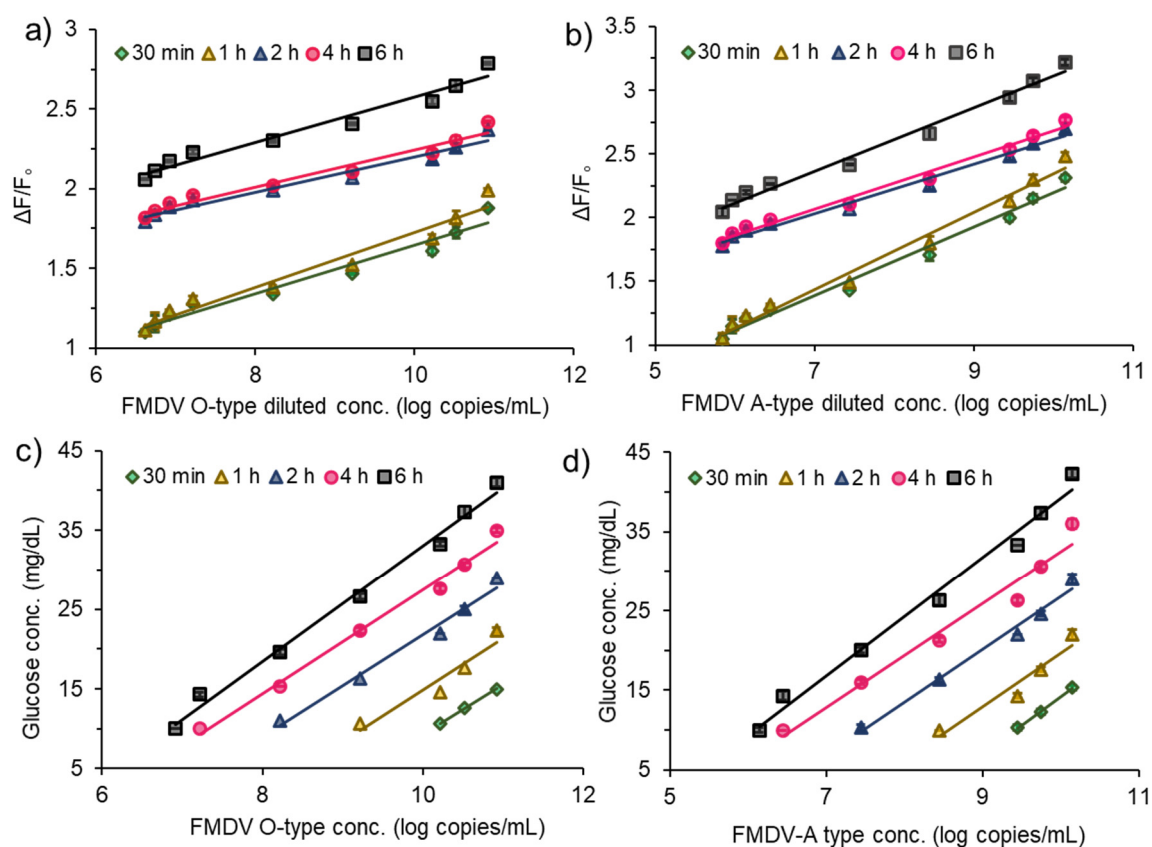 a)
30 min 1 h 2 h 4 h 6 h
3
2.5
2
1.5
1
ΔF/F°
6 8 10 12
FMDV O-type diluted conc. (log copies/mL)
b)
30 min 1 h 2 h 4 h 6 h
3.5
3
2.5
2
1.5
1
ΔF/F°
5 7 9 11
FMDV A-type diluted conc. (log copies/mL)
c)
30 min 1 h 2 h 4 h 6 h
45
35
25
15
5
Glucose conc. (mg/dL)
6 8 10 12
FMDV O-type conc. (log copies/mL)
d)
30 min 1 h 2 h 4 h 6 h
45
35
25
15
5
Glucose conc. (mg/dL)
5 7 9 11
FMDV-A type conc. (log copies/mL)